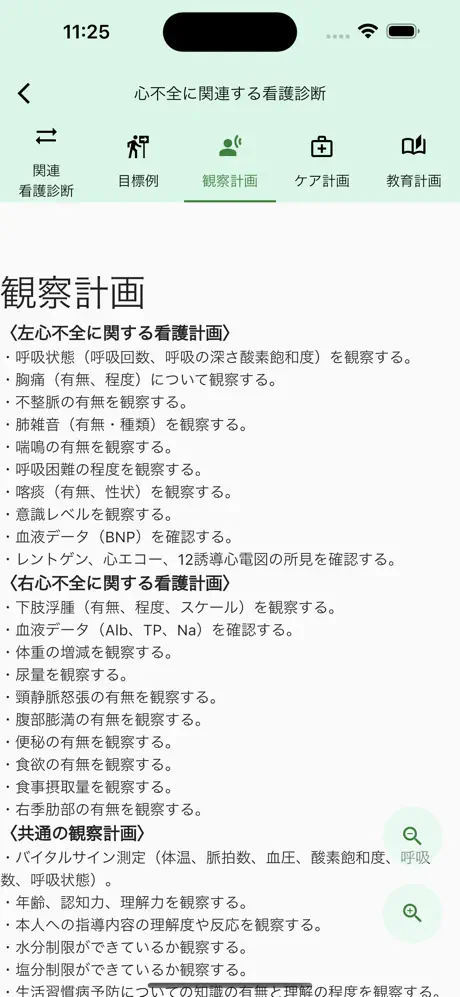 11:25
心不全に関連する看護診断
関連
看護診断
目標例
観察計画
ケア計画
教育計画
観察計画
〈左心不全に関する看護計画〉
・呼吸状態（呼吸回数、呼吸の深さ酸素飽和度）を観察する。
・胸痛（有無、程度）について観察する。
・不整脈の有無を観察する。
・肺雑音（有無・種類）を観察する。
・喘鳴の有無を観察する。
・呼吸困難の程度を観察する。
・喀痰（有無、性状）を観察する。
・意識レベルを観察する。
・血液データ（BNP）を確認する。
・レントゲン、心エコー、12誘導心電図の所見を確認する。
〈右心不全に関する看護計画〉
・下肢浮腫（有無、程度、スケール）を観察する。
・血液データ（Alb、TP、Na）を確認する。
・体重の増減を観察する。
・尿量を観察する。
・頸静脈怒張の有無を観察する。
・腹部膨満の有無を観察する。
・便秘の有無を観察する。
・食欲の有無を観察する。
・食事摂取量を観察する。
・右季肋部の有無を観察する。
〈共通の観察計画〉
・バイタルサイン測定（体温、脈拍数、血圧、酸素飽和度、呼吸
数、呼吸状態）。
・年齢、認知力、理解力を観察する。
・本人への指導内容の理解度や反応を観察する。
・水分制限ができているか観察する。
・塩分制限ができているか観察する。
・生活習慣病予防についての知識の有無と理解の程度を観察する。